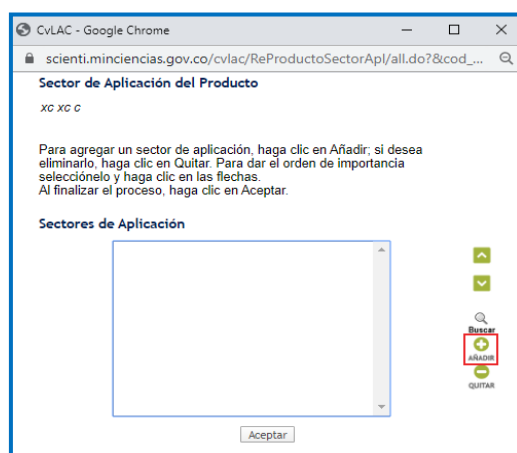 CvLAC - Google Chrome
scienti.minciencias.gov.co/cvlac/ReProductoSectorApl/all.do?&cod_...
Sector de Aplicación del Producto
xc xc c
Para agregar un sector de aplicación, haga clic en Añadir; si desea
eliminarlo, haga clic en Quitar. Para dar el orden de importancia
selecciónelo y haga clic en las flechas.
Al finalizar el proceso, haga clic en Aceptar.
Sectores de Aplicación
Buscar
AÑADIR
QUITAR
Aceptar